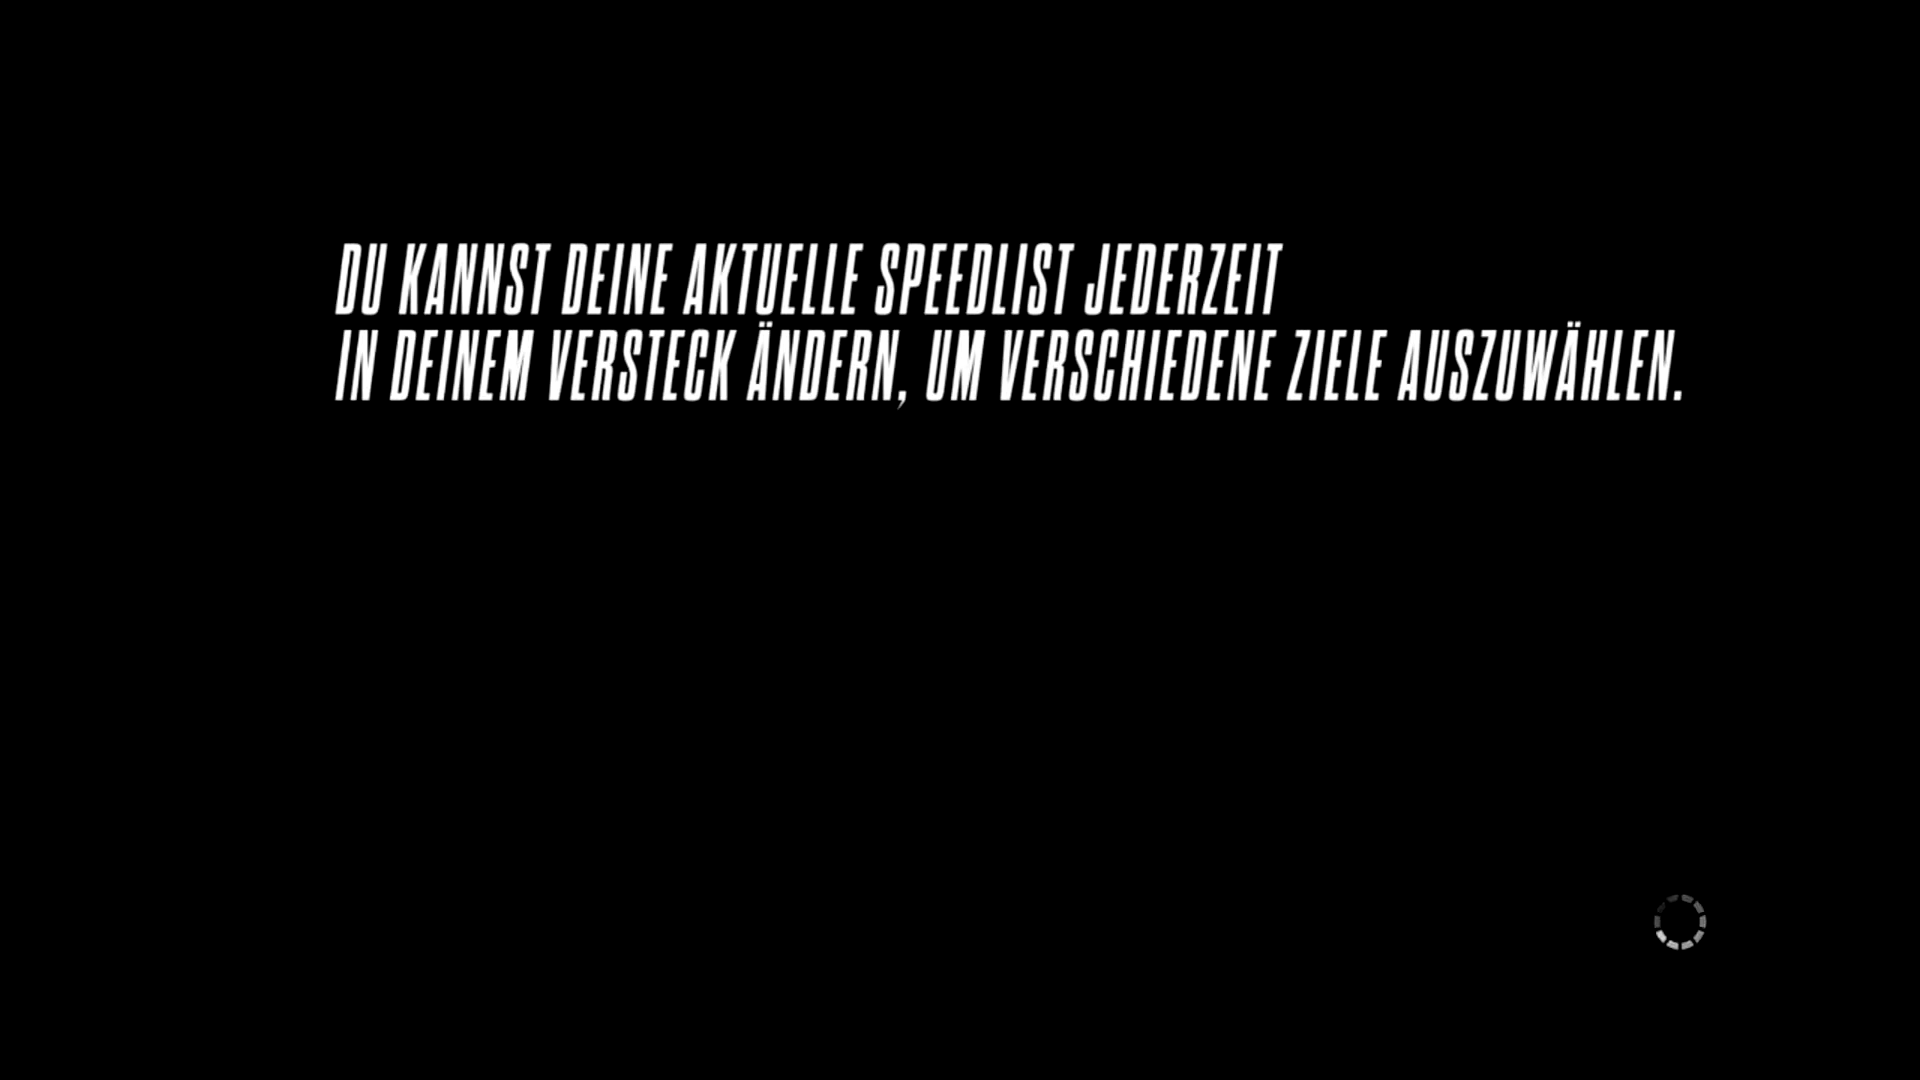 DU KANNST DEINE AKTUELLE SPEEDLIST JEDERZEIT
IN DEINEM VERSTECK ÄNDERN, UM VERSCHIEDENE ZIELE AUSZUWÄHLEN.